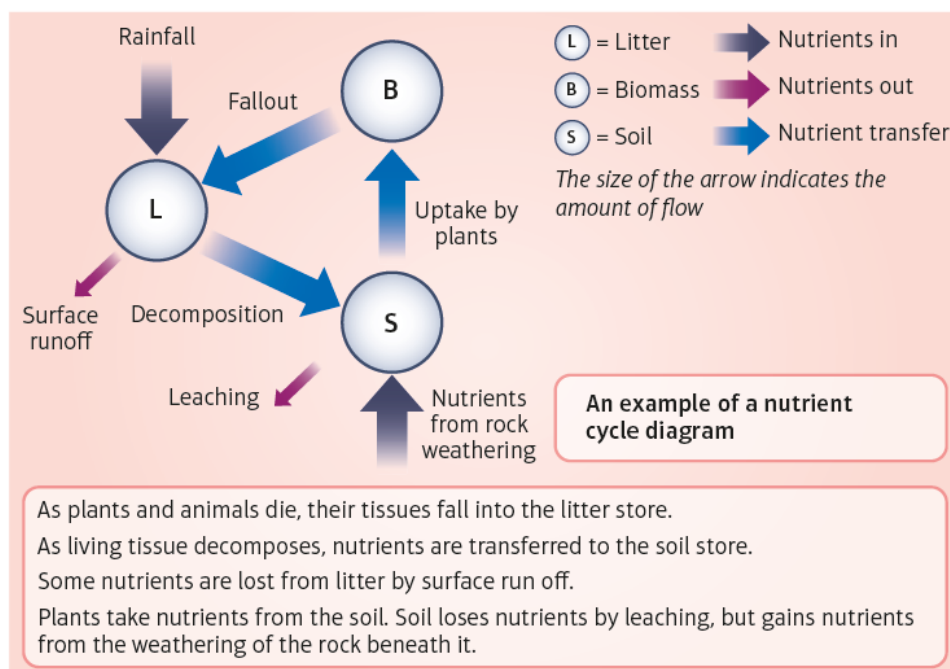 Rainfall
Fallout
B
L
Uptake by
plants
Surface
runoff
Decomposition
S
Leaching
Nutrients
from rock
weathering
L = Litter
Nutrients in
B = Biomass
Nutrients out
S = Soil
Nutrient transfer
The size of the arrow indicates the
amount of flow
An example of a nutrient
cycle diagram
As plants and animals die, their tissues fall into the litter store.
As living tissue decomposes, nutrients are transferred to the soil store.
Some nutrients are lost from litter by surface run off.
Plants take nutrients from the soil. Soil loses nutrients by leaching, but gains nutrients
from the weathering of the rock beneath it.